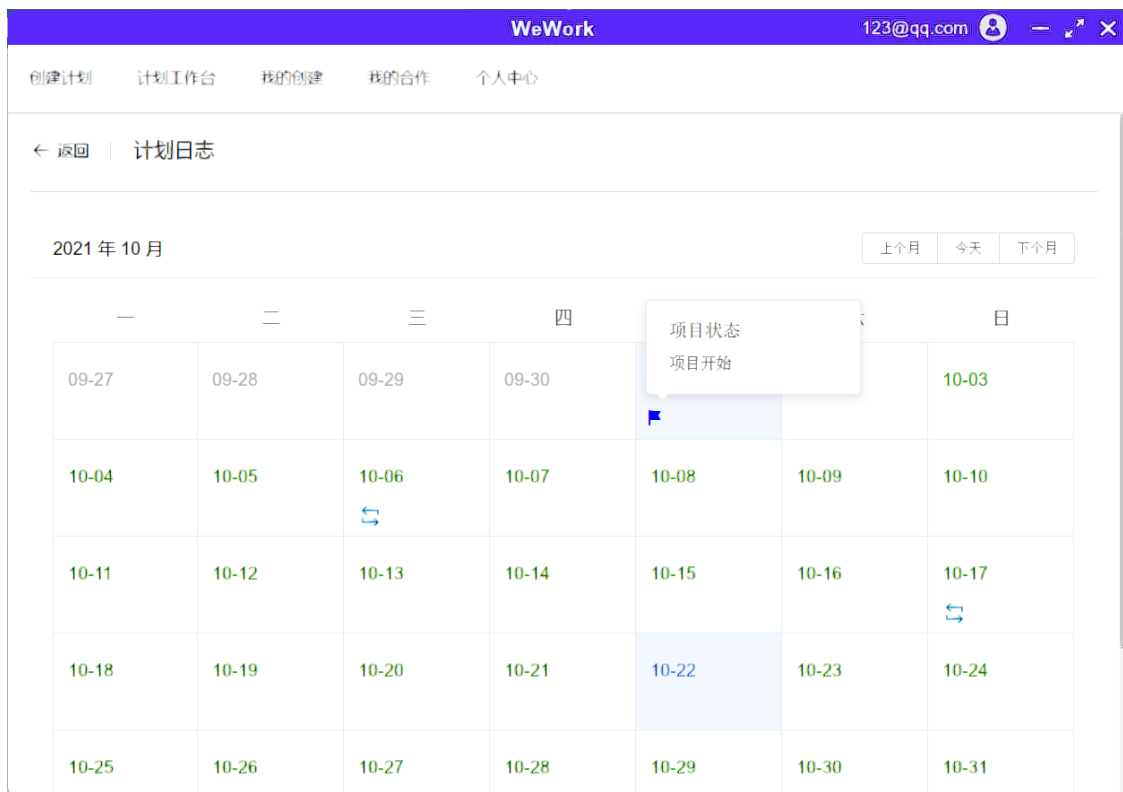 WeWork 123@qq.com
创建计划 计划工作台 我的创建 我的合作 个人中心
← 返回 计划日志
2021 年 10 月 上个月 今天 下个月
一 二 三 四 日
项目状态
项目开始
09-27 09-28 09-29 09-30 10-03
10-04 10-05 10-06 10-07 10-08 10-09 10-10
10-11 10-12 10-13 10-14 10-15 10-16 10-17
10-18 10-19 10-20 10-21 10-22 10-23 10-24
10-25 10-26 10-27 10-28 10-29 10-30 10-31